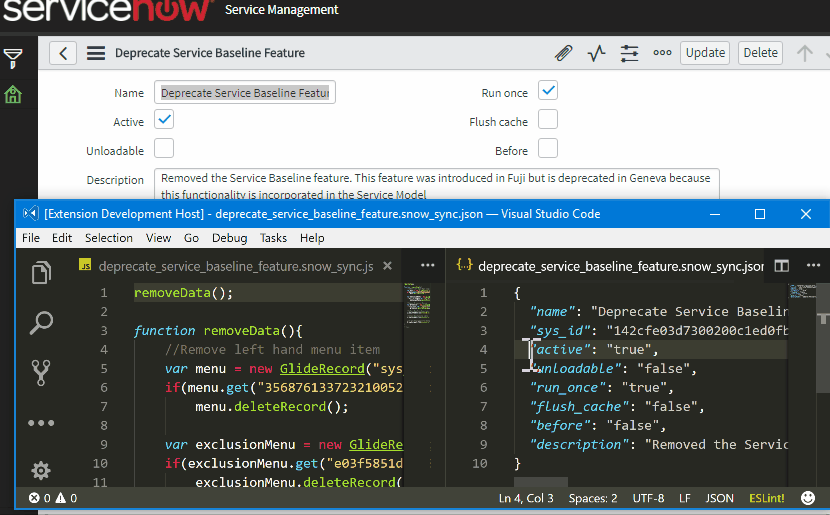 servicenow Service Management
Deprecate Service Baseline Feature
Update
Delete
Name Deprecate Service Baseline Featur
Run once
Active
Flush cache
Unloadable
Before
Description Removed the Service Baseline feature. This feature was introduced in Fuji but is deprecated in Geneva because
this functionality is incorporated in the Service Model
[Extension Development Host] - deprecate_service_baseline_feature.snow_sync.json — Visual Studio Code
File Edit Selection View Go Debug Tasks Help
JS deprecate_service_baseline_feature.snow_sync.js
1 removeData();
2
3 function removeData(){
4 //Remove left hand menu item
5 var menu = new GlideRecord("sys
6 if(menu.get("356876133723210052
7 menu.deleteRecord();
8
9 var exclusionMenu = new GlideRe
10 if(exclusionMenu.get("e03f5851d
11 exclusionMenu.deleteRecord(
{..} deprecate_service_baseline_feature.snow_sync.json
1 {
2 "name": "Deprecate Service Baselin
3 "sys_id": "142cfe03d7300200c1ed0fb
4 "active": "true",
5 "unloadable": "false",
6 "run_once": "true",
7 "flush_cache": "false",
8 "before": "false",
9 "description": "Removed the Servic
10 }
0 0 Ln 4, Col 3 Spaces: 2 UTF-8 LF JSON ESLint!